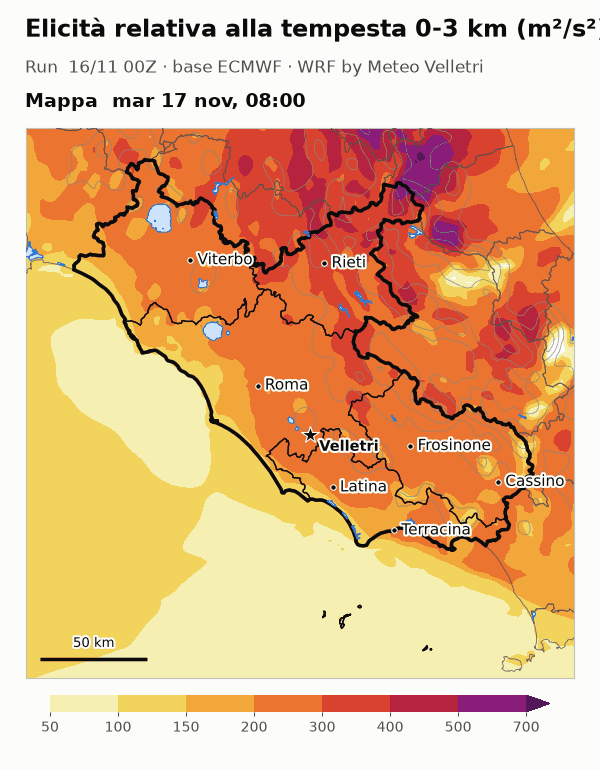 Elicità relativa alla tempesta 0-3 km (m²/s²)
Run 16/11 00Z · base ECMWF · WRF by Meteo Velletri
Mappa mar 17 nov, 08:00
Viterbo
Rieti
Roma
Velletri
Frosinone
Cassino
Latina
Terracina
50 km
50 100 150 200 300 400 500 700